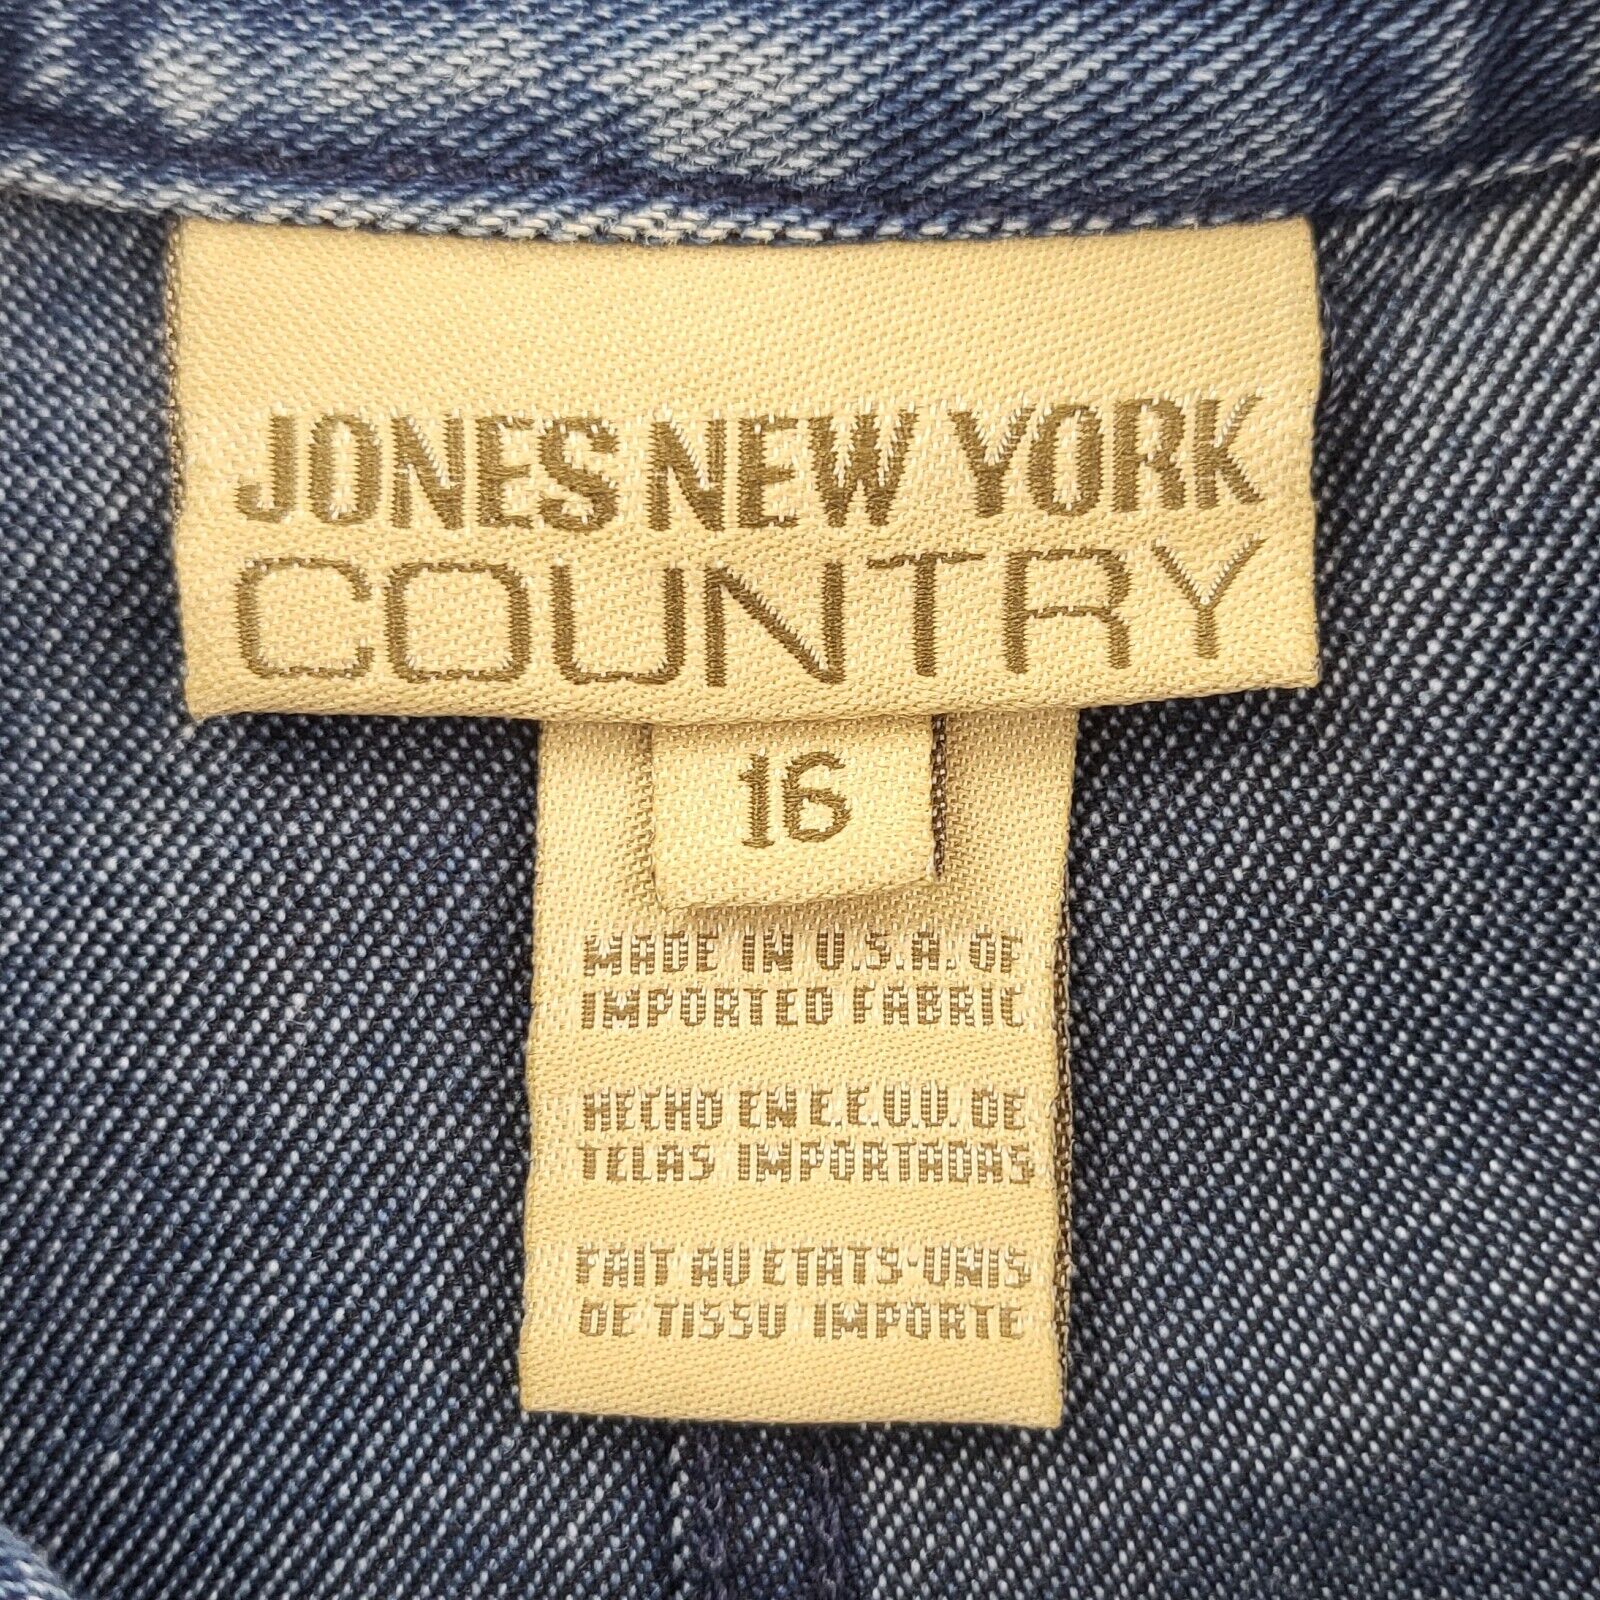 JONES NEW YORK
COUNTRY
16
MADE IN U.S.A. OF
IMPORTED FABRIC
HECHO EN E.E.U.U. DE
TELAS IMPORTADAS
FAIT AU ETATS-UNIS
DE TISSU IMPORTE